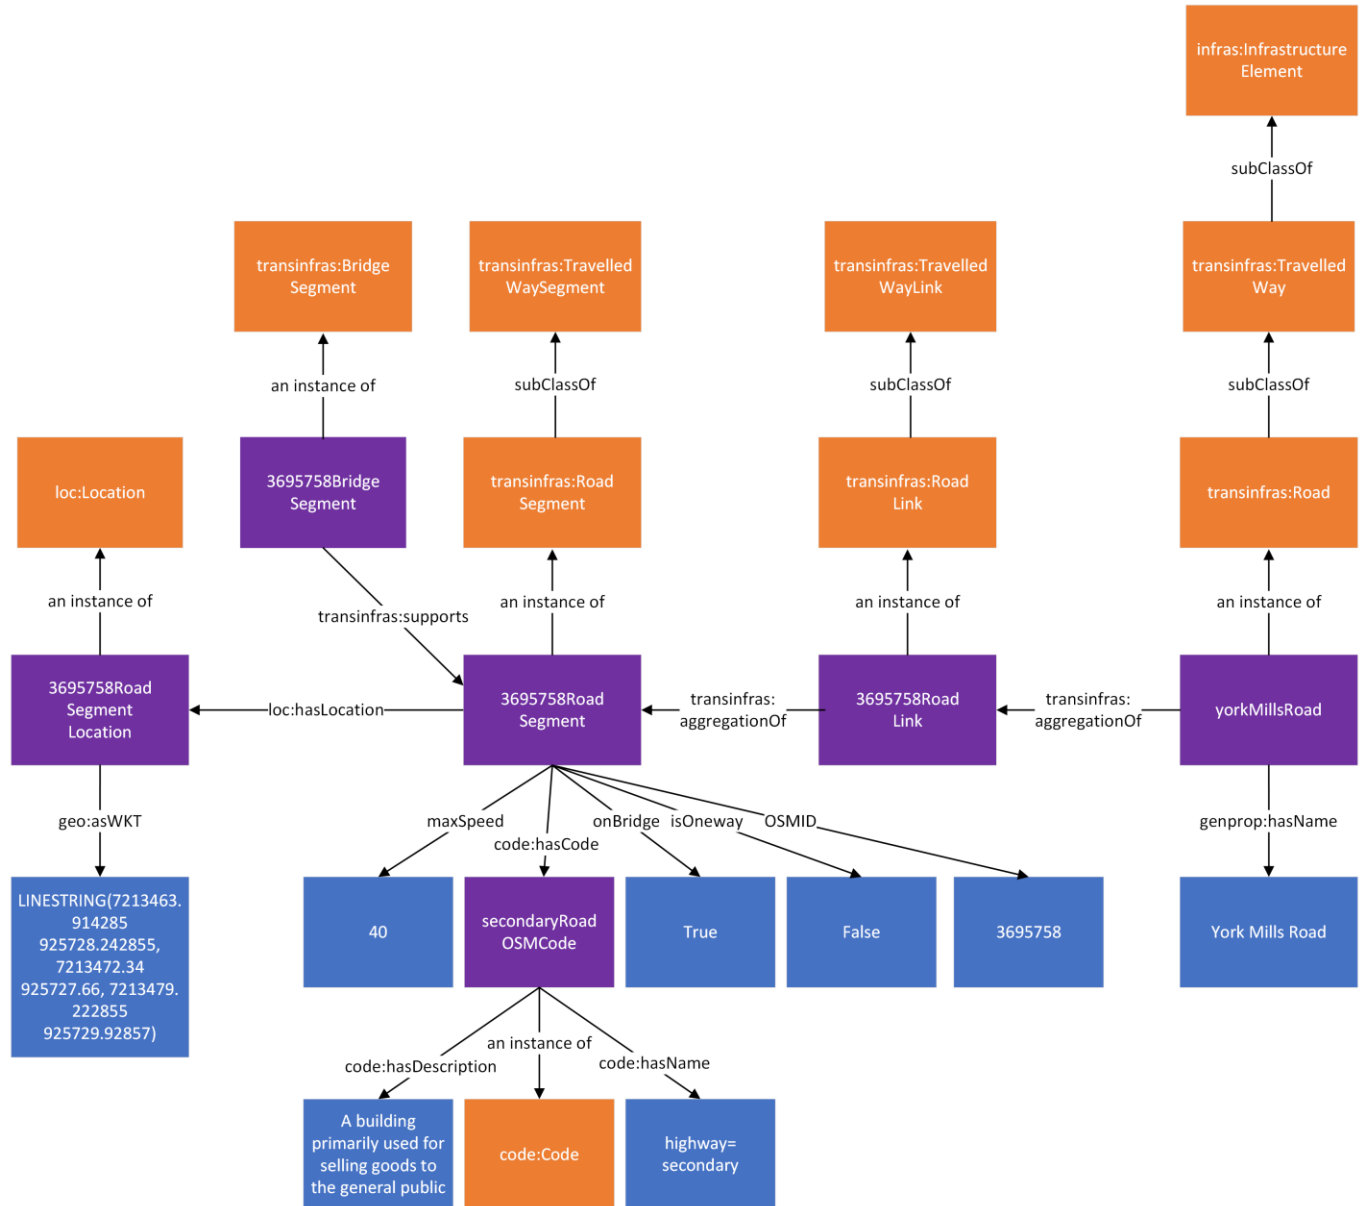 infras:Infrastructure
Element
subClassOf
transinfras:Bridge
Segment
transinfras:Travelled
WaySegment
transinfras:Travelled
WayLink
transinfras:Travelled
Way
an instance of
subClassOf
subClassOf
subClassOf
loc:Location
3695758Bridge
Segment
transinfras:Road
Segment
transinfras:Road
Link
transinfras:Road
an instance of
transinfras:supports
an instance of
an instance of
an instance of
3695758Road
Segment
Location
loc:hasLocation
3695758Road
Segment
transinfras:
aggregationOf
3695758Road
Link
transinfras:
aggregationOf
yorkMillsRoad
geo:asWKT
maxSpeed
code:hasCode
onBridge
isOneway
OSMID
genprop:hasName
LINESTRING(7213463.
914285
925728.242855,
7213472.34
925727.66, 7213479.
222855
925729.92857)
40
secondaryRoad
OSMCode
True
False
3695758
York Mills Road
code:hasDescription
an instance of
code:hasName
A building
primarily used for
selling goods to
the general public
code:Code
highway=
secondary